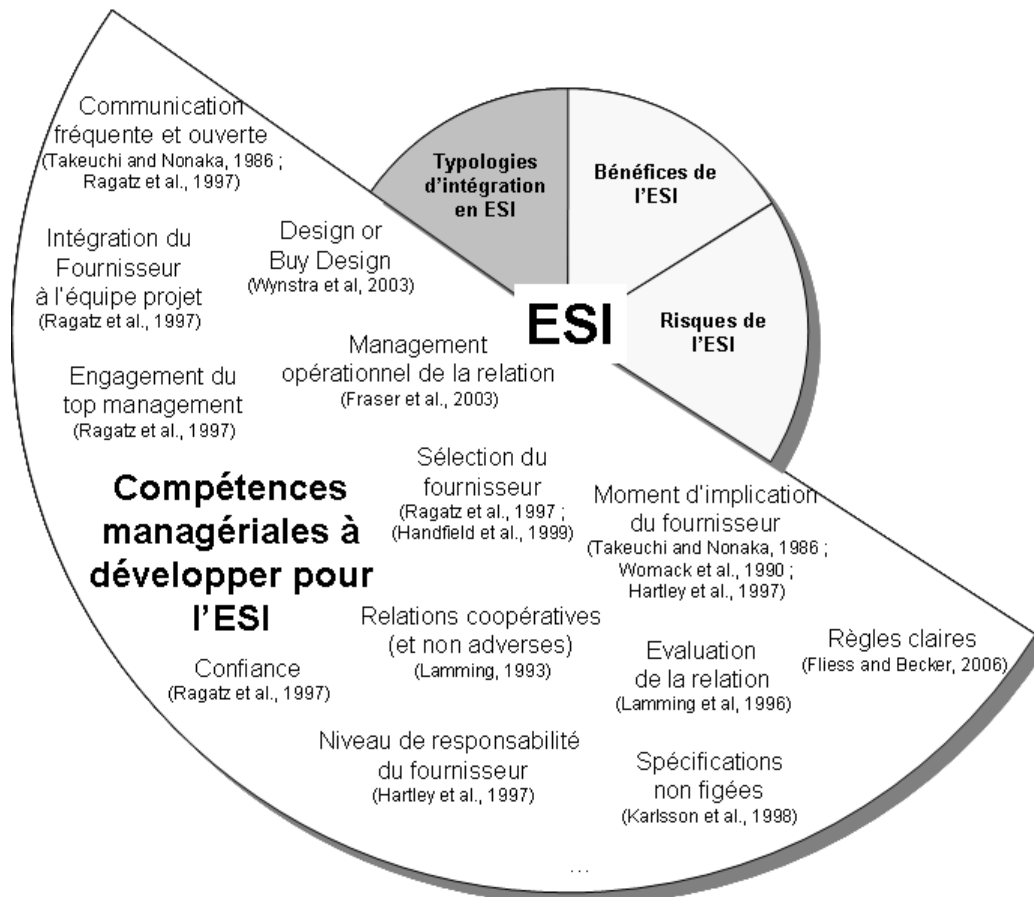 Communication
fréquente et ouverte
(Takeuchi and Nonaka, 1986 ;
Ragatz et al., 1997)
Typologies
d'intégration
en ESI
Bénéfices de
l'ESI
Risques de
l'ESI
ESI
Intégration du
Fournisseur
à l'équipe projet
(Ragatz et al., 1997)
Design or
Buy Design
(Wynstra et al, 2003)
Management
opérationnel de la relation
(Fraser et al., 2003)
Engagement du
top management
(Ragatz et al., 1997)
Sélection du
fournisseur
(Ragatz et al., 1997 ;
(Handfield et al., 1999)
Moment d'implication
du fournisseur
(Takeuchi and Nonaka, 1986 ;
Womack et al., 1990 ;
Hartley et al., 1997)
Compétences
managériales à
développer pour
l'ESI
Relations coopératives
(et non adverses)
(Lamming, 1993)
Règles claires
(Fliess and Becker, 2006)
Evaluation
de la relation
(Lamming et al, 1996)
Confiance
(Ragatz et al., 1997)
Niveau de responsabilité
du fournisseur
(Hartley et al., 1997)
Spécifications
non figées
(Karlsson et al., 1998)
...